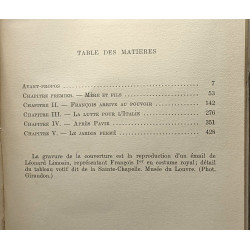 TABLE DES MATIERES
AVANT-PROPOS 7
CHAPITRE PREMIER. — MÈRE ET FILS 53
CHAPITRE II. — FRANÇOIS ARRIVE AU POUVOIR 142
CHAPITRE III. — LA LUTTE POUR L'ITALIE 276
CHAPITRE IV. — APRÈS PAVIE 351
CHAPITRE V. — LE JARDIN FERMÉ 428
La gravure de la couverture est la reproduction d'un émail de
Léonard Limosin, représentant François Ier en costume royal; détail
du tableau votif dit de la Sainte-Chapelle. Musée du Louvre. (Phot.
Giraudon.)